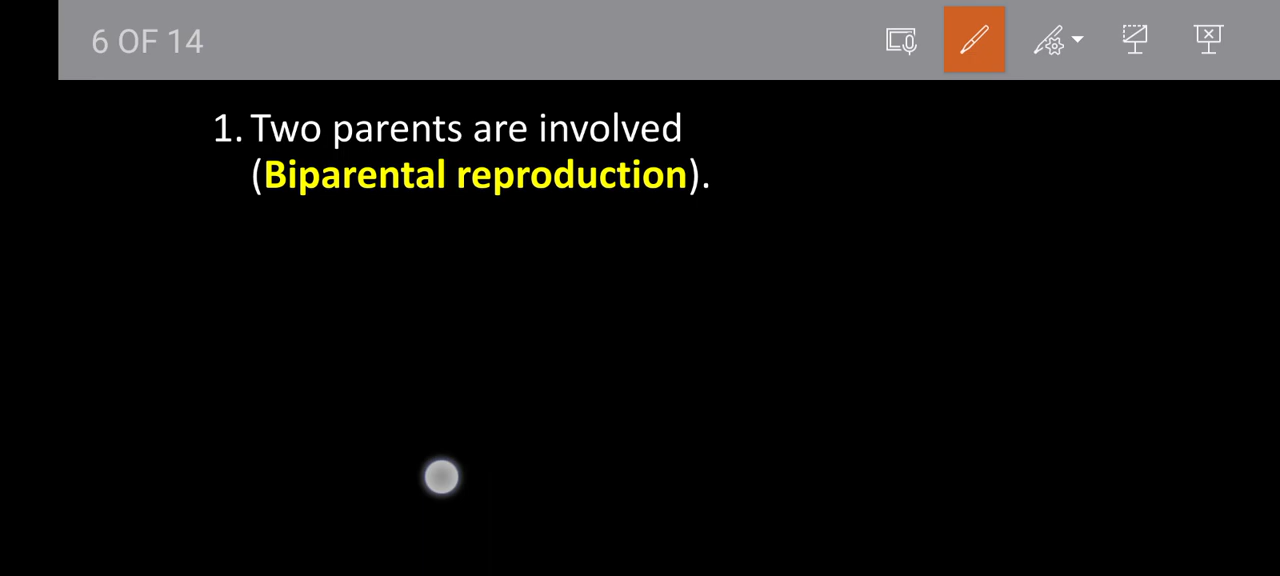 6 OF 14
1. Two parents are involved
(Biparental reproduction).